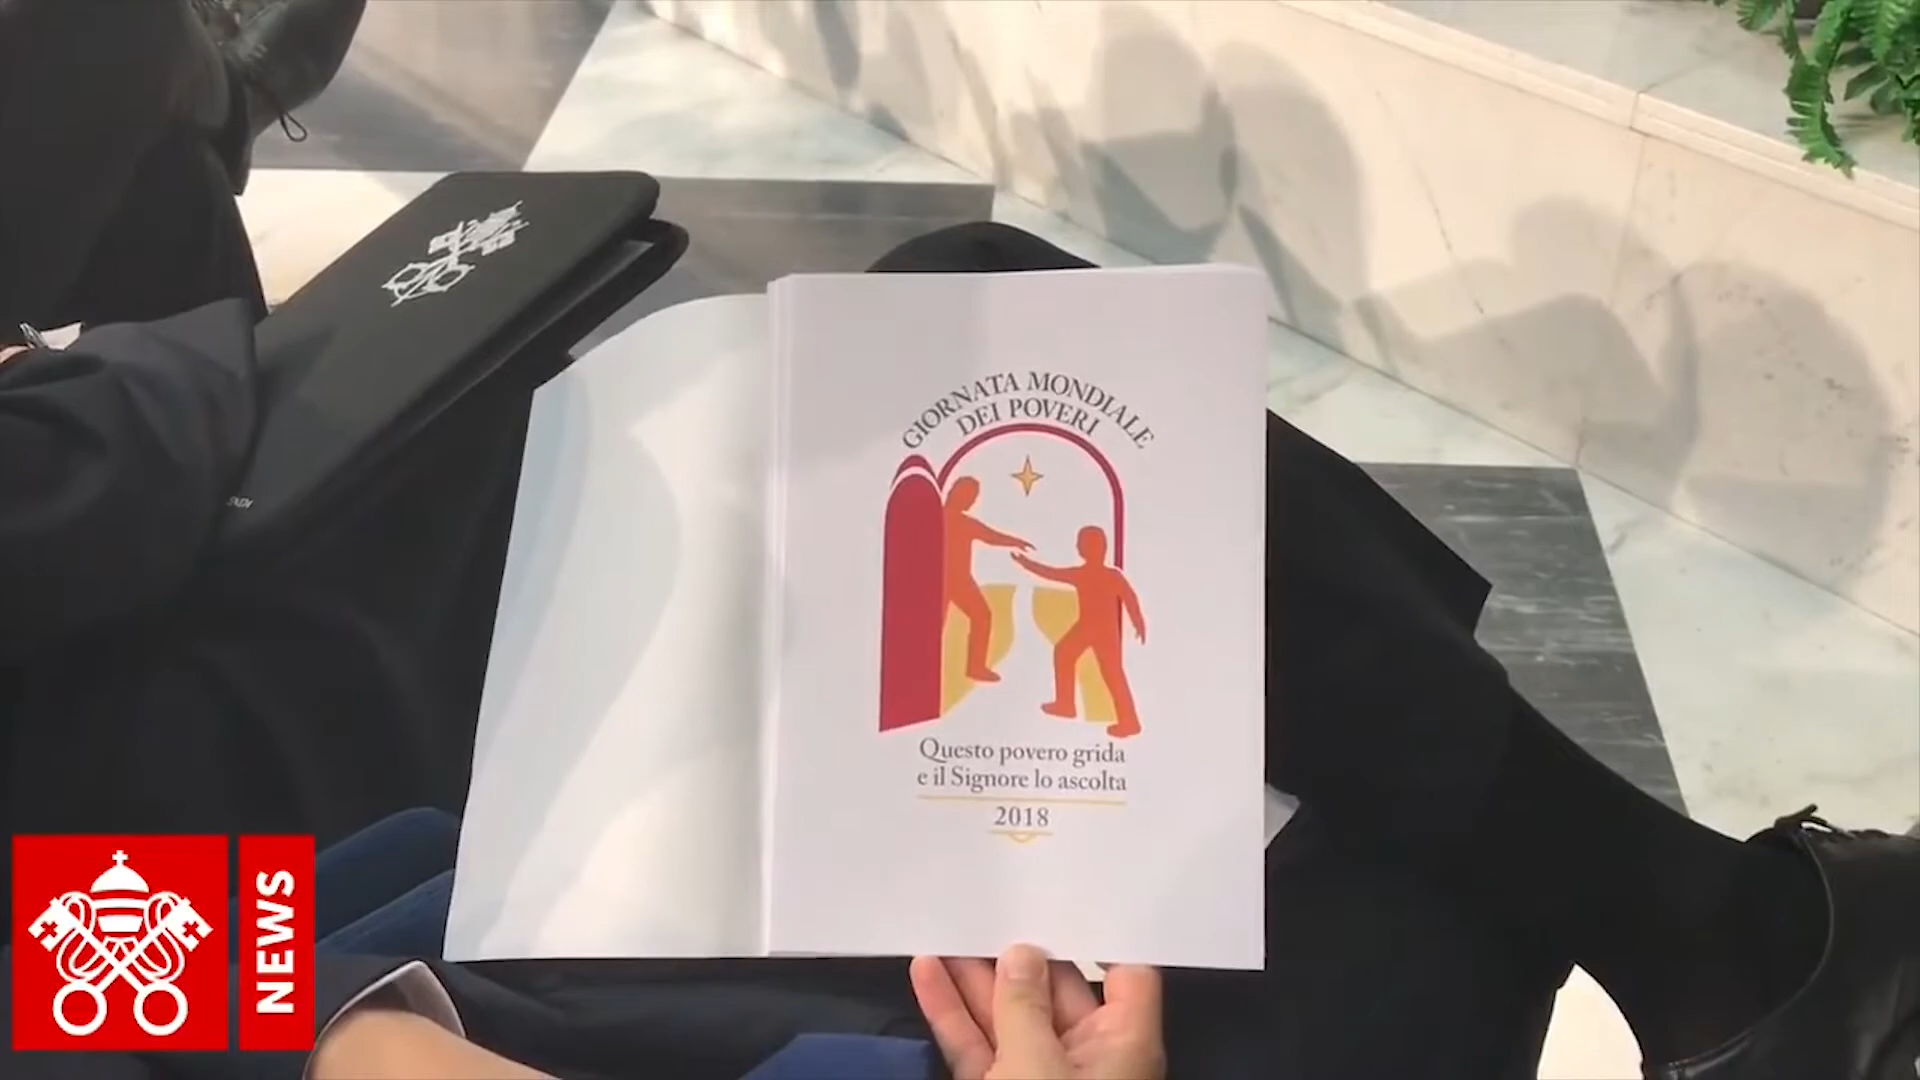 GIORNATA MONDIALE
DEI POVERI
Questo povero grida
e il Signore lo ascolta
2018
NEWS